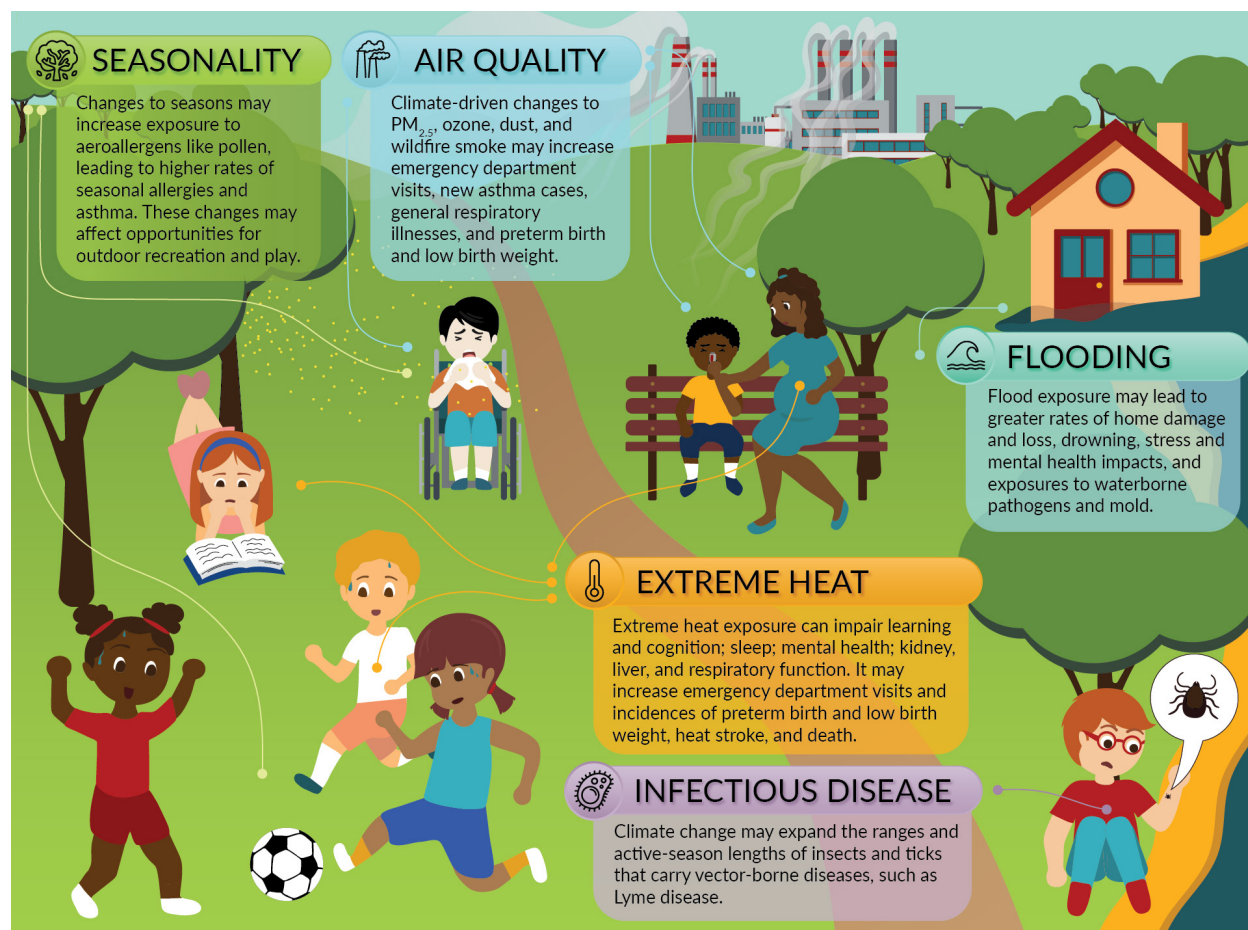 SEASONALITY
Changes to seasons may
increase exposure to
aeroallergens like pollen,
leading to higher rates of
seasonal allergies and
asthma. These changes may
affect opportunities for
outdoor recreation and play.
AIR QUALITY
Climate-driven changes to
PM2.5, ozone, dust, and
wildfire smoke may increase
emergency department
visits, new asthma cases,
general respiratory
illnesses, and preterm birth
and low birth weight.
FLOODING
Flood exposure may lead to
greater rates of home damage
and loss, drowning, stress and
mental health impacts, and
exposures to waterborne
pathogens and mold.
EXTREME HEAT
Extreme heat exposure can impair learning
and cognition; sleep; mental health; kidney,
liver, and respiratory function. It may
increase emergency department visits and
incidences of preterm birth and low birth
weight, heat stroke, and death.
INFECTIOUS DISEASE
Climate change may expand the ranges and
active-season lengths of insects and ticks
that carry vector-borne diseases, such as
Lyme disease.